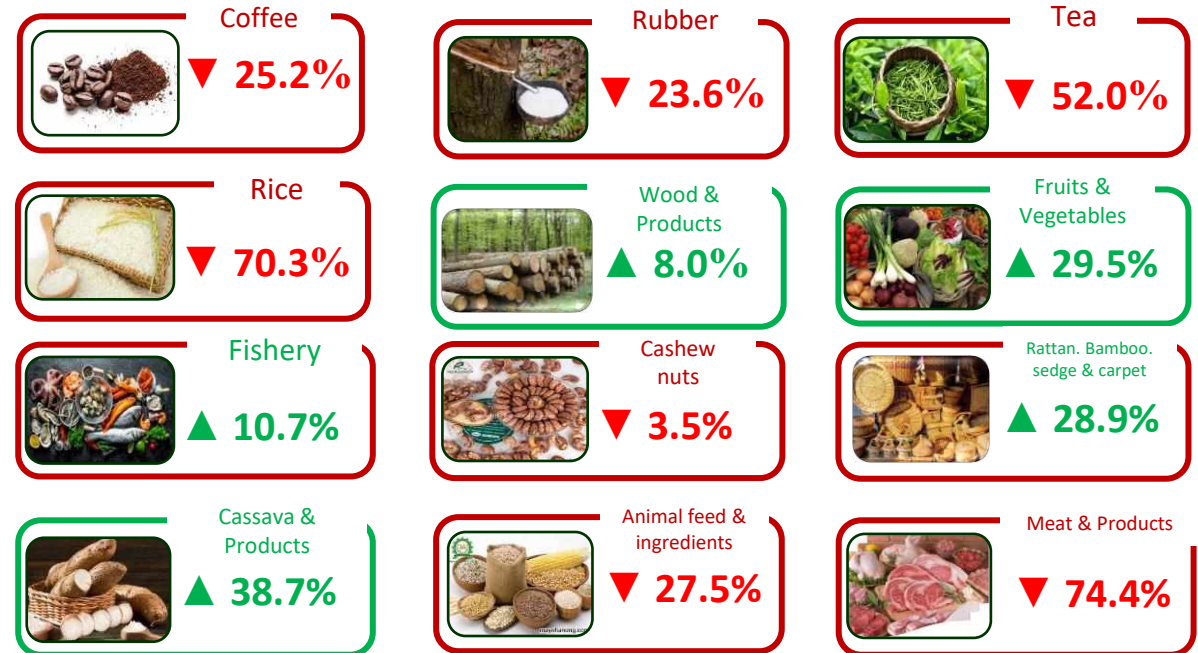 Coffee
▼ 25.2%
Rubber
▼ 23.6%
Tea
▼ 52.0%
Rice
▼ 70.3%
Wood &
Products
▲ 8.0%
Fruits &
Vegetables
▲ 29.5%
Fishery
▲ 10.7%
Cashew
nuts
▼ 3.5%
Rattan. Bamboo.
sedge & carpet
▲ 28.9%
Cassava &
Products
▲ 38.7%
Animal feed &
ingredients
▼ 27.5%
Meat & Products
▼ 74.4%